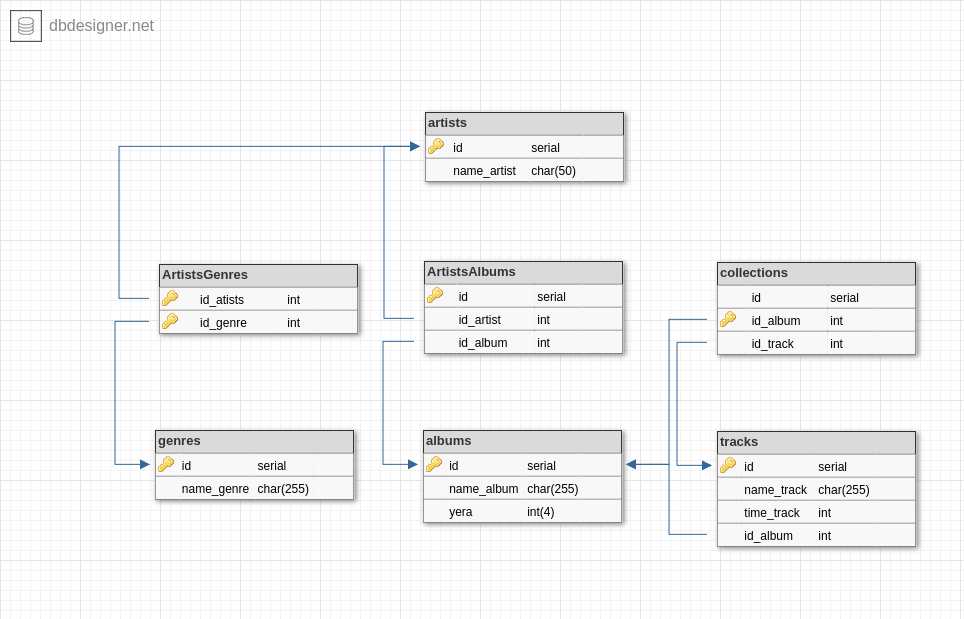 dbdesigner.net
artists
id serial
name_artist char(50)
ArtistsGenres
id_atists int
id_genre int
ArtistsAlbums
id serial
id_artist int
id_album int
collections
id serial
id_album int
id_track int
genres
id serial
name_genre char(255)
albums
id serial
name_album char(255)
yera int(4)
tracks
id serial
name_track char(255)
time_track int
id_album int